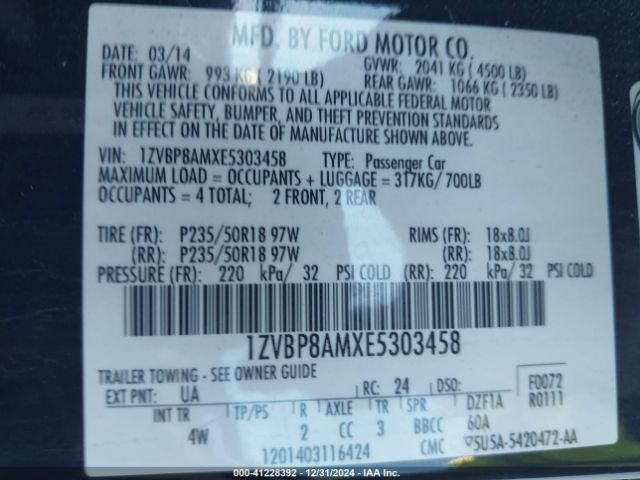 MFD. BY FORD MOTOR CO.
DATE: 03/14 GVWR: 2041 KG ( 4500 LB)
FRONT GAWR: 993 KG ( 2190 LB) REAR GAWR: 1066 KG ( 2350 LB)
THIS VEHICLE CONFORMS TO ALL APPLICABLE FEDERAL MOTOR
VEHICLE SAFETY, BUMPER, AND THEFT PREVENTION STANDARDS
IN EFFECT ON THE DATE OF MANUFACTURE SHOWN ABOVE.
VIN: 1ZVBP8AMXE5303458 TYPE: Passenger Car
MAXIMUM LOAD = OCCUPANTS + LUGGAGE = 317KG/700LB
OCCUPANTS = 4 TOTAL; 2 FRONT, 2 REAR
TIRE (FR): P235/50R18 97W RIMS (FR): 18x8.0J
(RR): P235/50R18 97W (RR): 18x8.0J
PRESSURE (FR): 220 kPa/ 32 PSI COLD (RR): 220 kPa/ 32 PSI COLD
1ZVBP8AMXE5303458
TRAILER TOWING - SEE OWNER GUIDE
EXT PNT: UA RC: 24 DSO: F0072
INT TR TP/PS R AXLE TR SPR DZF1A R0111
4W 2 CC 3 BBCC 60A
1201403116424 CMC 5U5A-5420472-AA
000-41228392 - 12/31/2024 - IAAI.com